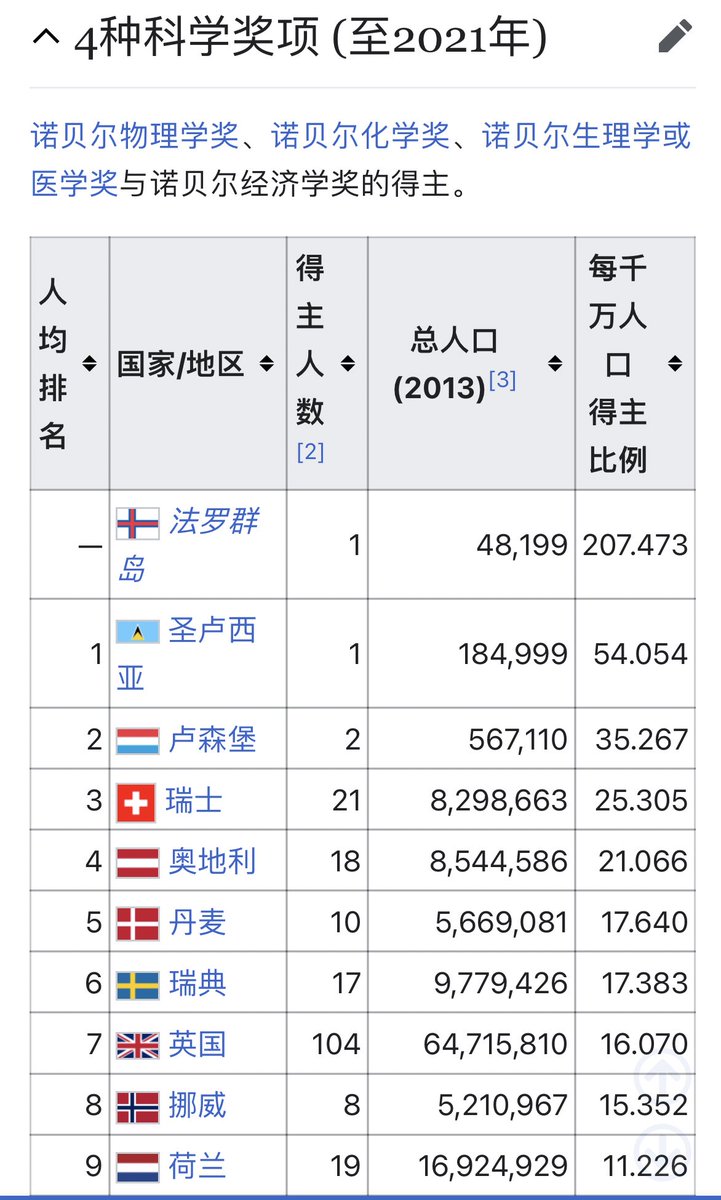 4种科学奖项 (至2021年)
诺贝尔物理学奖、诺贝尔化学奖、诺贝尔生理学或
医学奖与诺贝尔经济学奖的得主。
人均排名 国家/地区 得主人数[2] 总人口(2013)[3] 每千万人口得主比例
— 法罗群岛 1 48,199 207.473
1 圣卢西亚 1 184,999 54.054
2 卢森堡 2 567,110 35.267
3 瑞士 21 8,298,663 25.305
4 奥地利 18 8,544,586 21.066
5 丹麦 10 5,669,081 17.640
6 瑞典 17 9,779,426 17.383
7 英国 104 64,715,810 16.070
8 挪威 8 5,210,967 15.352
9 荷兰 19 16,924,929 11.226